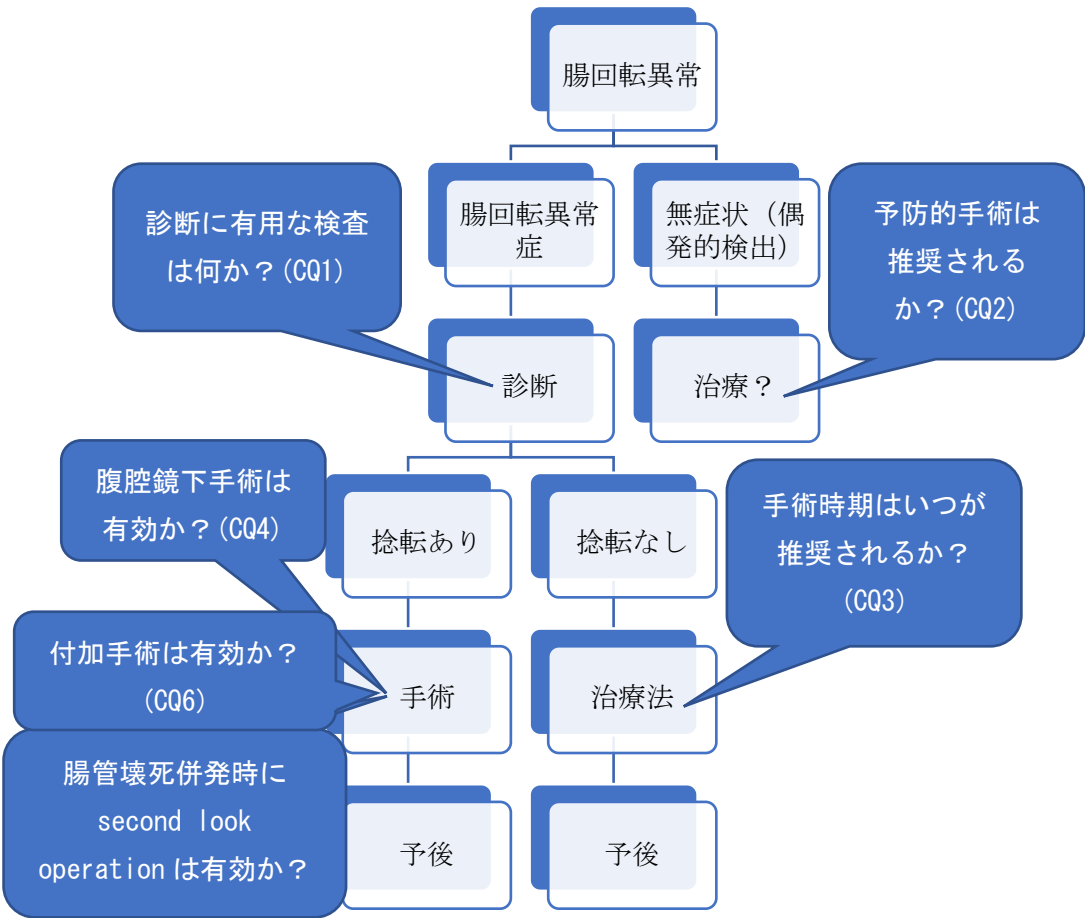 腸回転異常
診断に有用な検査
は何か？(CQ1)
腸回転異常
症
無症状（偶
発的検出）
予防的手術は
推奨される
か？(CQ2)
診断
治療？
腹腔鏡下手術は
有効か？(CQ4)
捻転あり
捻転なし
手術時期はいつが
推奨されるか？
(CQ3)
付加手術は有効か？
(CQ6)
手術
治療法
腸管壊死併発時に
second look
operationは有効か？
予後
予後